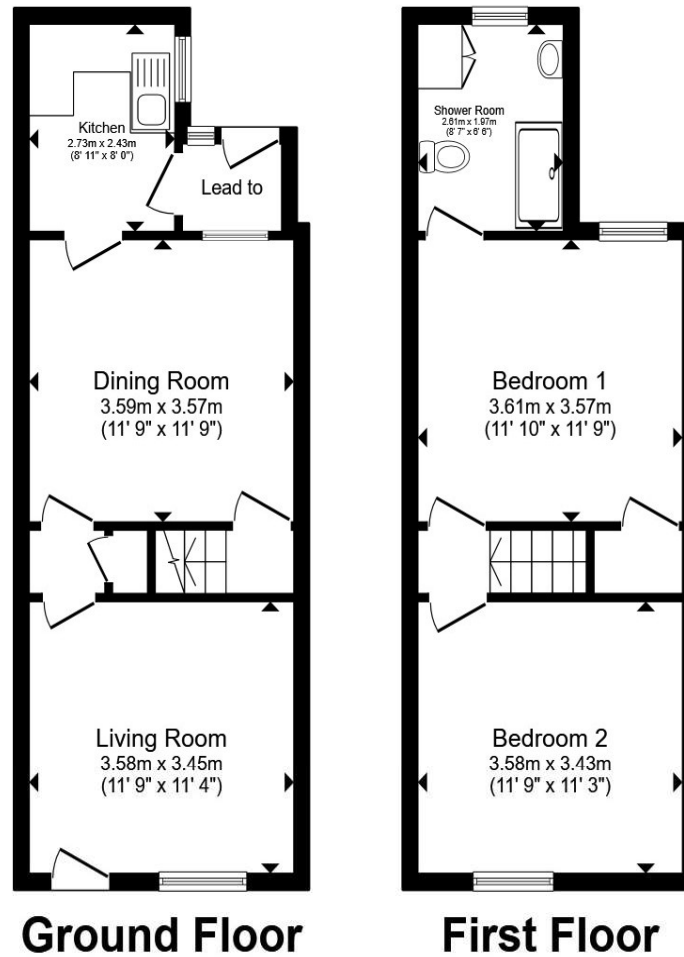 Kitchen
2.73m x 2.43m
(8' 11" x 8' 0")
Lead to
Dining Room
3.59m x 3.57m
(11' 9" x 11' 9")
Living Room
3.58m x 3.45m
(11' 9" x 11' 4")
Ground Floor
Shower Room
2.61m x 1.97m
(8' 7" x 6' 6")
Bedroom 1
3.61m x 3.57m
(11' 10" x 11' 9")
Bedroom 2
3.58m x 3.43m
(11' 9" x 11' 3")
First Floor